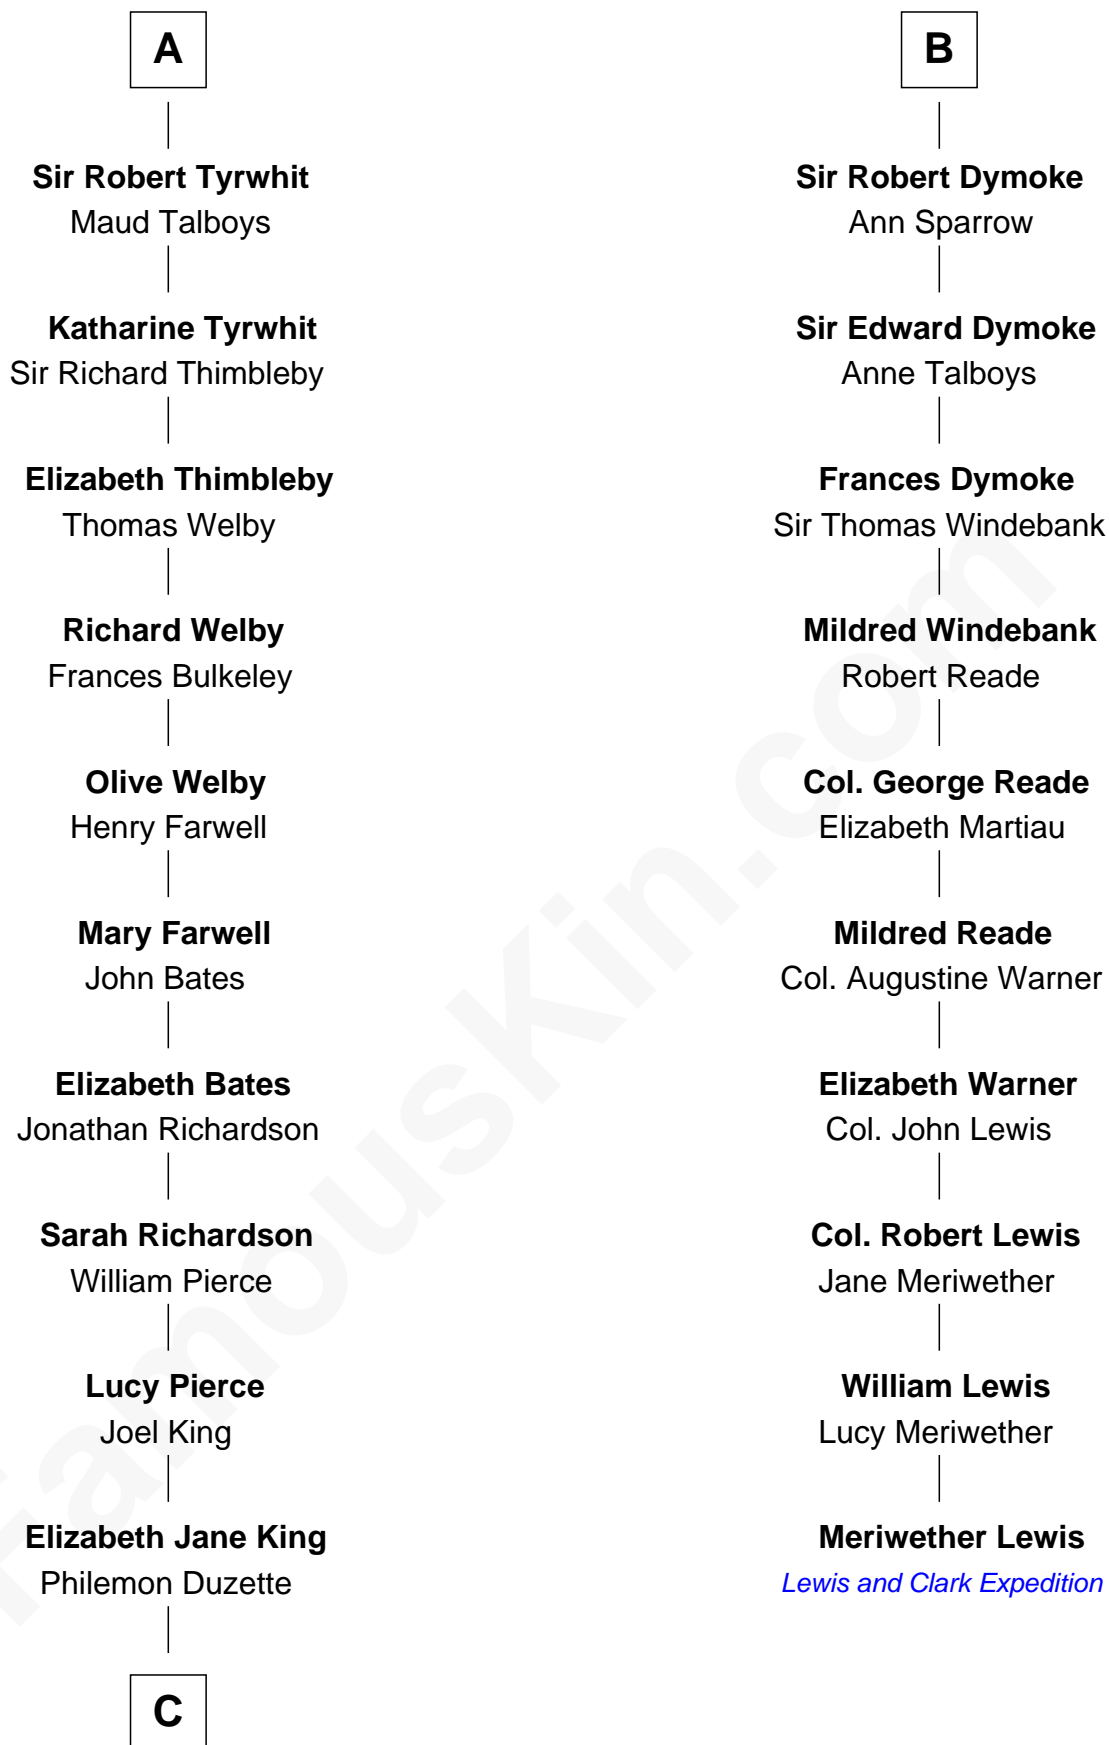 A
Sir Robert Tyrwhit
Maud Talboys
Katharine Tyrwhit
Sir Richard Thimbleby
Elizabeth Thimbleby
Thomas Welby
Richard Welby
Frances Bulkeley
Olive Welby
Henry Farwell
Mary Farwell
John Bates
Elizabeth Bates
Jonathan Richardson
Sarah Richardson
William Pierce
Lucy Pierce
Joel King
Elizabeth Jane King
Philemon Duzette
C
B
Sir Robert Dymoke
Ann Sparrow
Sir Edward Dymoke
Anne Talboys
Frances Dymoke
Sir Thomas Windebank
Mildred Windebank
Robert Reade
Col. George Reade
Elizabeth Martiau
Mildred Reade
Col. Augustine Warner
Elizabeth Warner
Col. John Lewis
Col. Robert Lewis
Jane Meriwether
William Lewis
Lucy Meriwether
Meriwether Lewis
Lewis and Clark Expedition
FamousKin.com